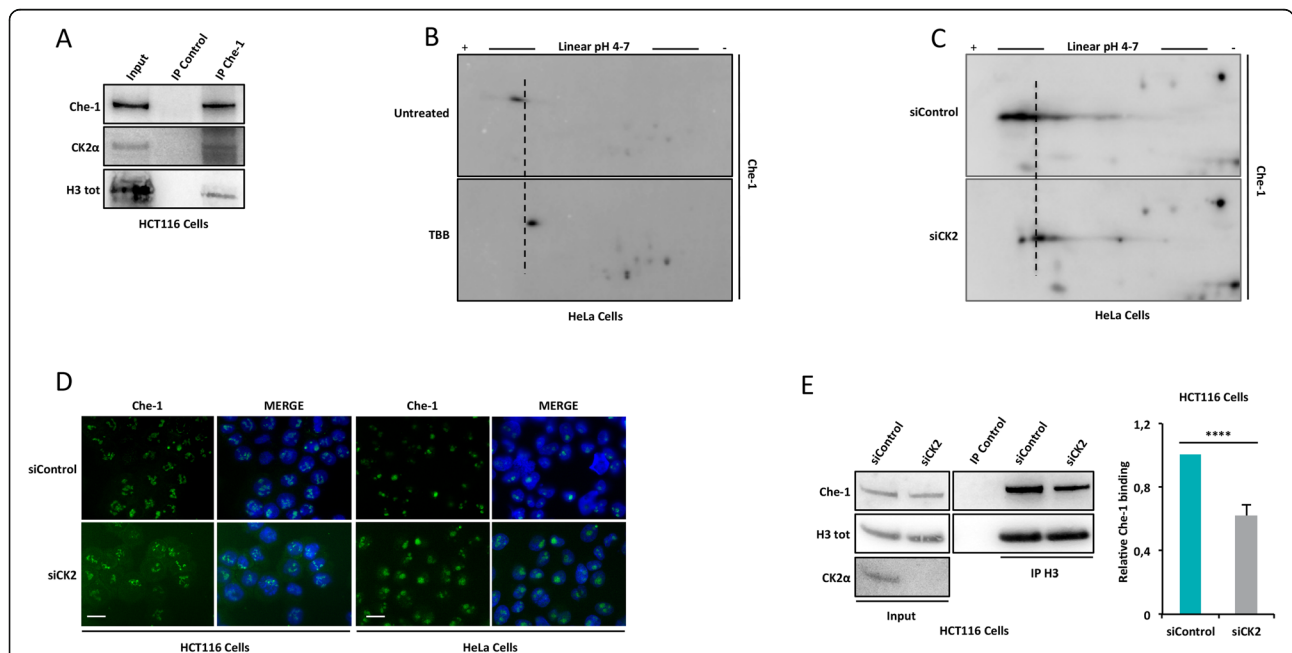 A
Input
IP Control
IP Che-1
Che-1
CK2α
H3 tot
HCT116 Cells
B
+ Linear pH 4-7 -
Untreated
TBB
Che-1
HeLa Cells
C
+ Linear pH 4-7 -
siControl
siCK2
Che-1
HeLa Cells
D
Che-1 MERGE Che-1 MERGE
siControl
siCK2
HCT116 Cells HeLa Cells
E
siControl
siCK2
IP Control
siControl
siCK2
Che-1
H3 tot
CK2α
IP H3
Input
HCT116 Cells
HCT116 Cells
Relative Che-1 binding
1,2
0,8
0,4
0
****
siControl siCK2